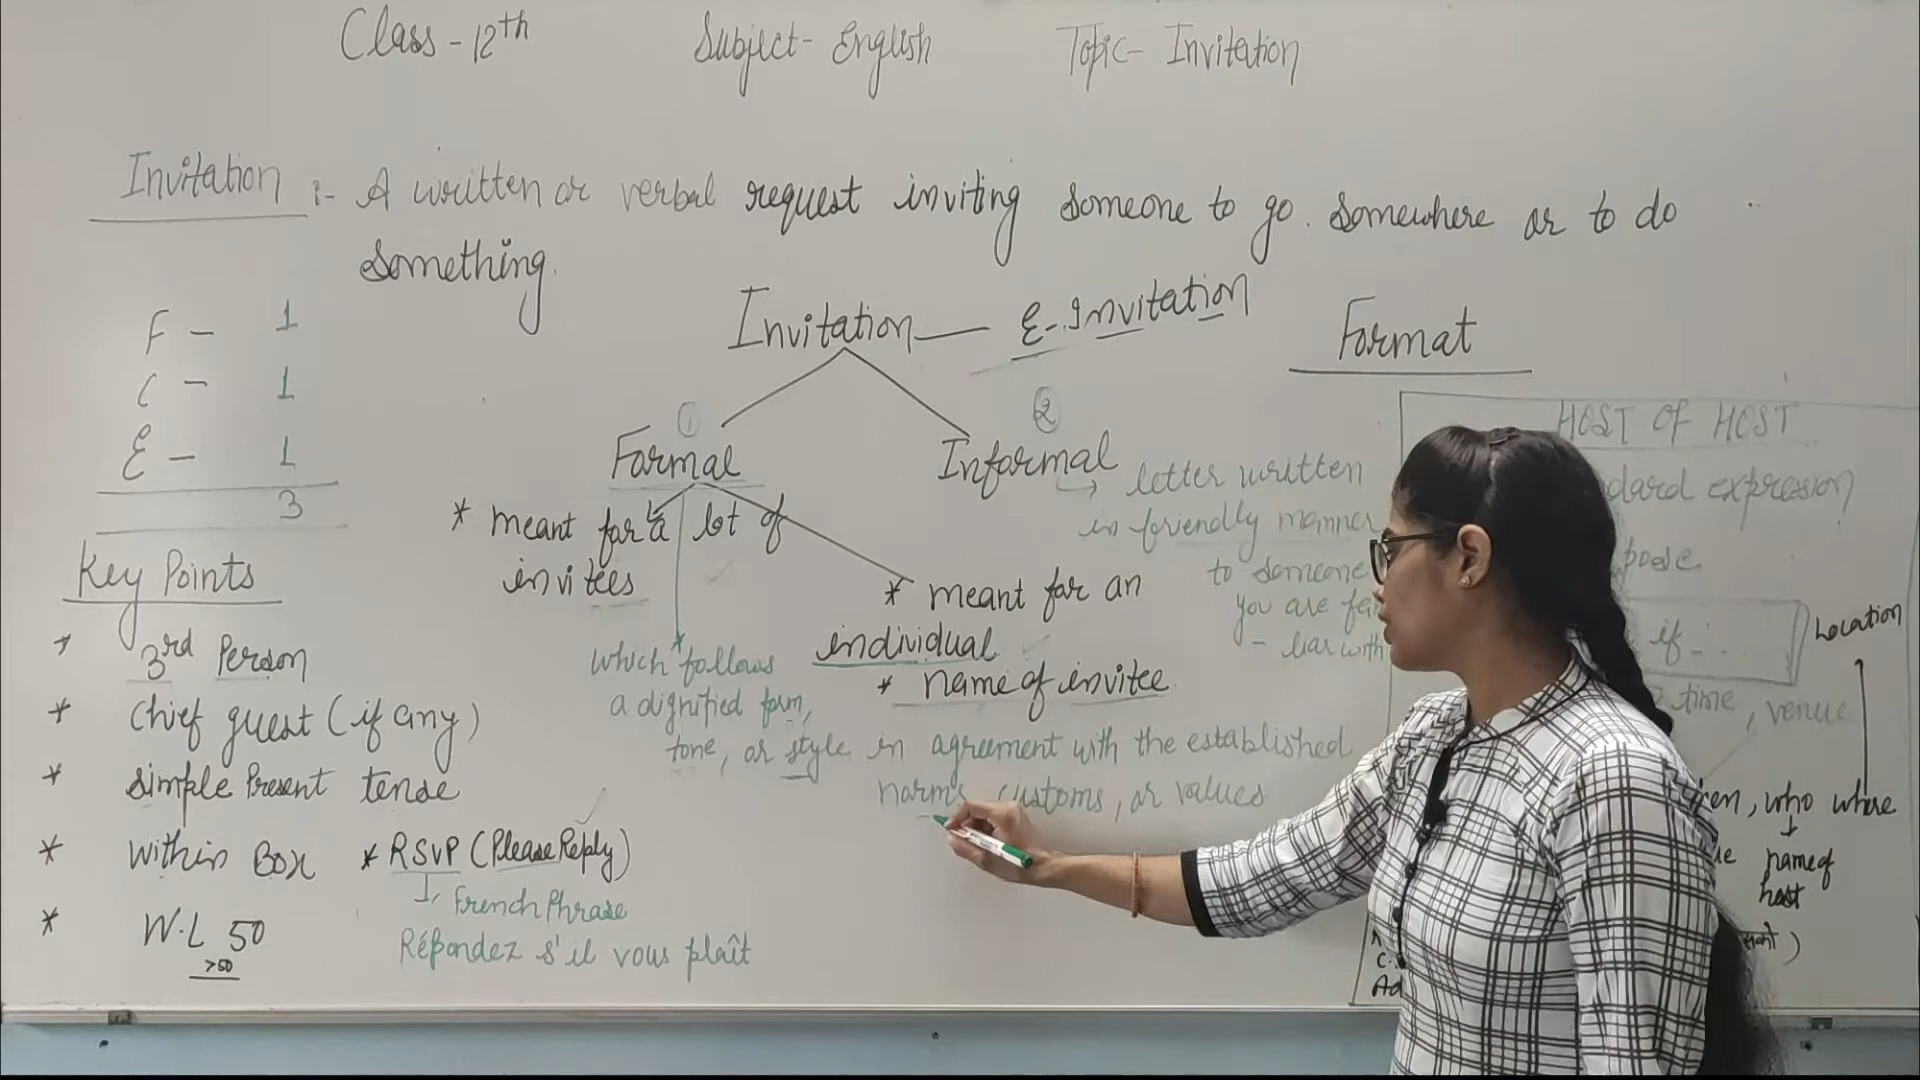 Class - 12th Subject - English Topic - Invitation
Invitation :- A written or verbal request inviting someone to go. somewhere or to do
something.
Invitation — E-Invitation
Format
F - 1
C - 1
E - 1
3
① ②
Formal Informal
* meant for a lot of
invitees
which follows
a dignified form,
tone, or style in agreement with the established
norms, customs, or values
* meant for an
individual
* name of invitee
letter written
in friendly manner
to someone
you are fa
- liar with
Key Points
* 3rd Person
* Chief guest (if any)
* simple Present tense
* within Box * RSVP (Please Reply)
French Phrase
Répondez s'il vous plaît
* W.L 50
>50
HOST OF HOST
dard expression
pose
if ...
Location
time, venue
who where
name of
host
C.
Ad